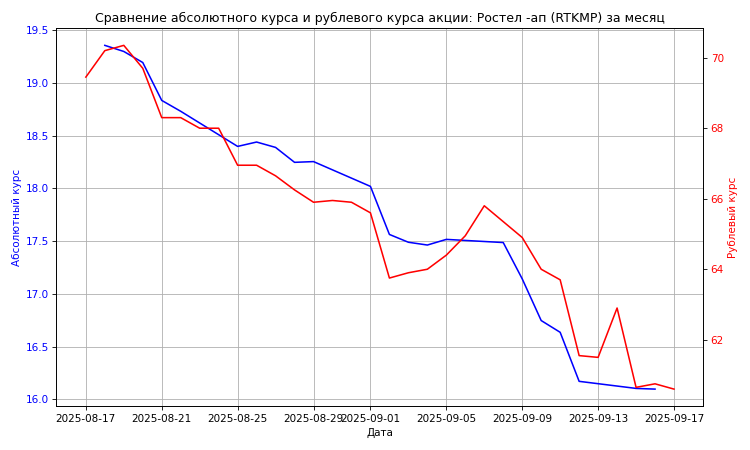 Сравнение абсолютного курса и рублевого курса акции: Ростел -ап (RTKMP) за месяц
19.5
19.0
18.5
18.0
17.5
17.0
16.5
16.0
Абсолютный курс
70
68
66
64
62
Рублевый курс
2025-08-17 2025-08-21 2025-08-25 2025-08-29 2025-09-01 2025-09-05 2025-09-09 2025-09-13 2025-09-17
Дата